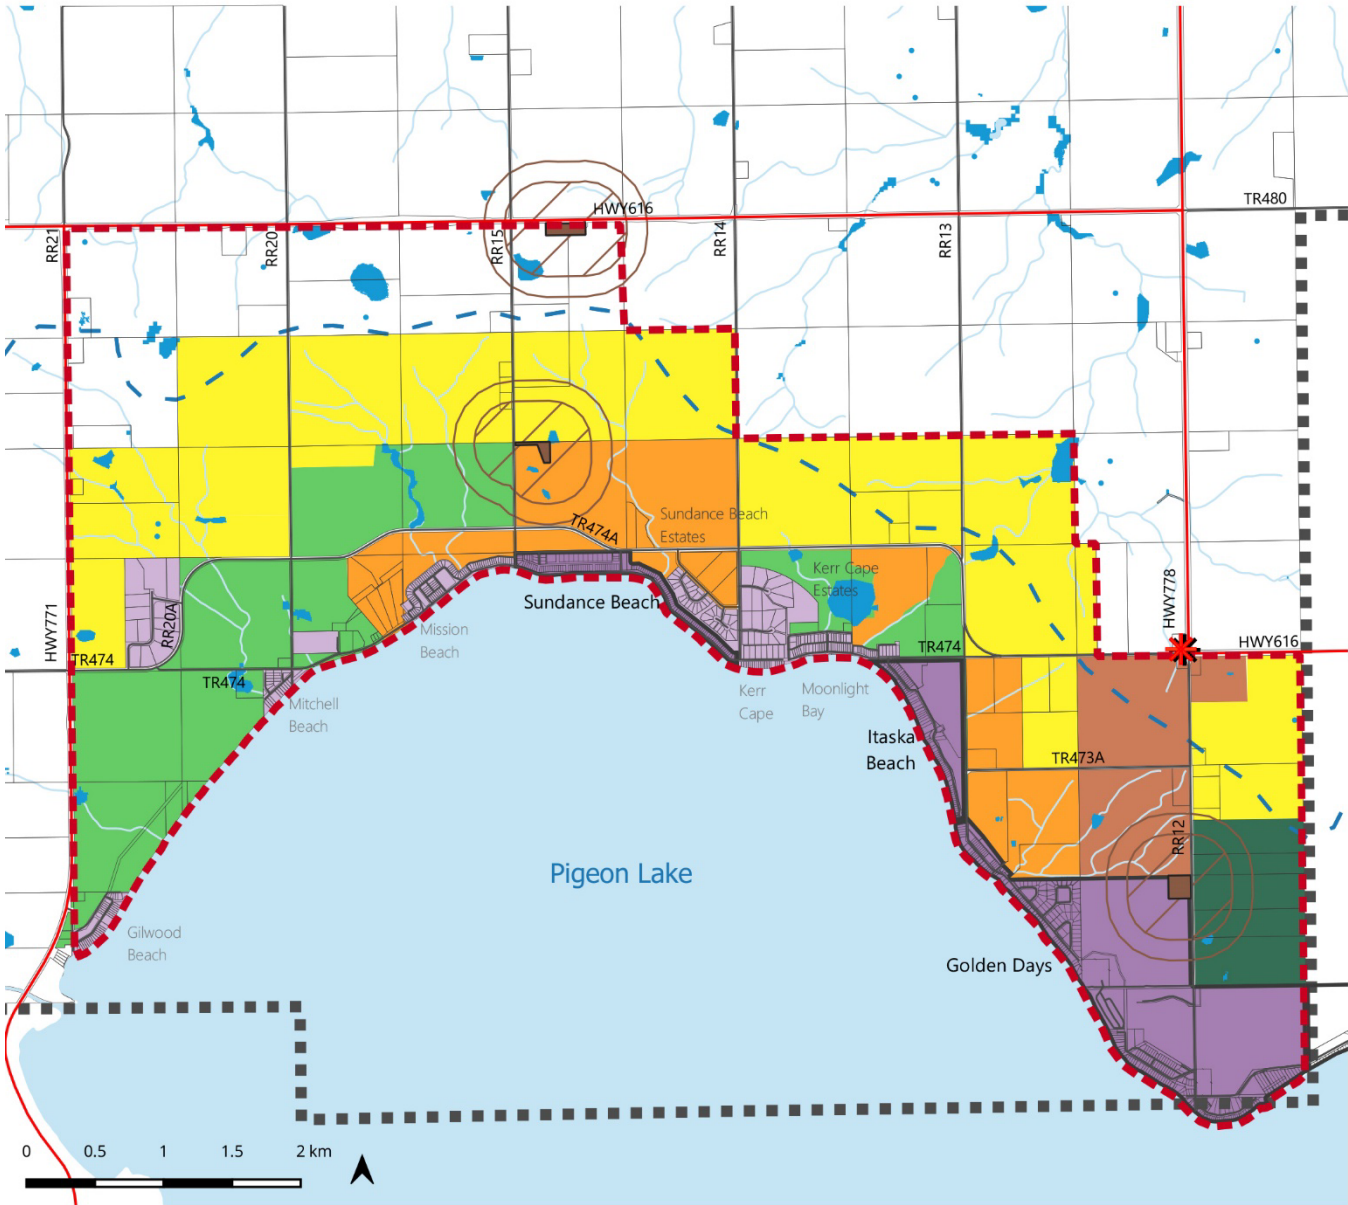 TR480
HWY616
RR21
RR20
RR15
RR14
RR13
TR474A
Sundance Beach
Estates
Kerr Cape
Estates
HWY778
HWY771
RR20A
Sundance Beach
Mission
Beach
HWY616
TR474
TR474
TR474
Mitchell
Beach
Kerr
Cape
Moonlight
Bay
Itaska
Beach
TR473A
RR12
Pigeon Lake
Gilwood
Beach
Golden Days
0 0.5 1 1.5 2 km